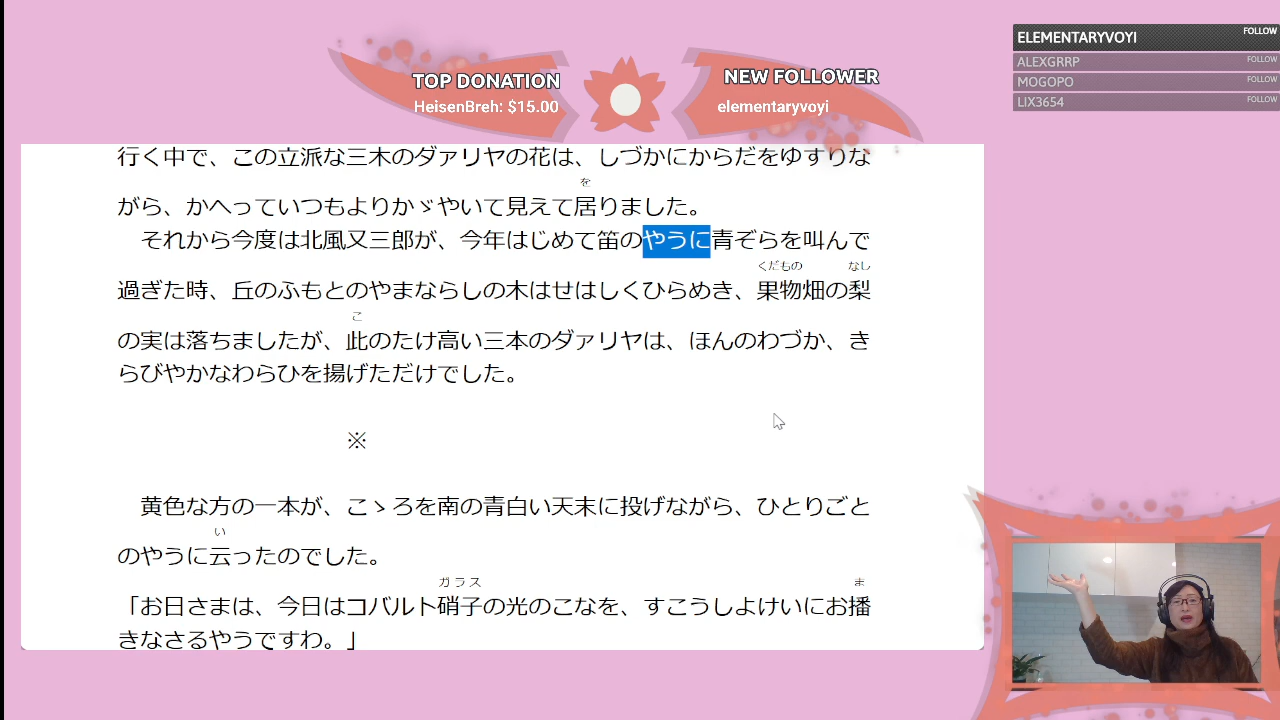 TOP DONATION
HeisenBreh: $15.00
NEW FOLLOWER
elementaryvoyi
ELEMENTARYVOYI FOLLOW
ALEXGRRP FOLLOW
MOGOPO FOLLOW
LIX3654 FOLLOW
行く中で、この立派な三本のダァリヤの花は、しづかにからだをゆすりな
を
がら、かへっていつもよりかゞやいて見えて居りました。
それから今度は北風又三郎が、今年はじめて笛のやうに青ぞらを叫んで
くだもの なし
過ぎた時、丘のふもとのやまならしの木はせはしくひらめき、果物畑の梨
こ
の実は落ちましたが、此のたけ高い三本のダァリヤは、ほんのわづか、き
らびやかなわらひを揚げただけでした。
※
黄色な方の一本が、こゝろを南の青白い天末に投げながら、ひとりごと
い
のやうに云ったのでした。
ガラス ま
「お日さまは、今日はコバルト硝子の光のこなを、すこうしよけいにお播
きなさるやうですわ。」